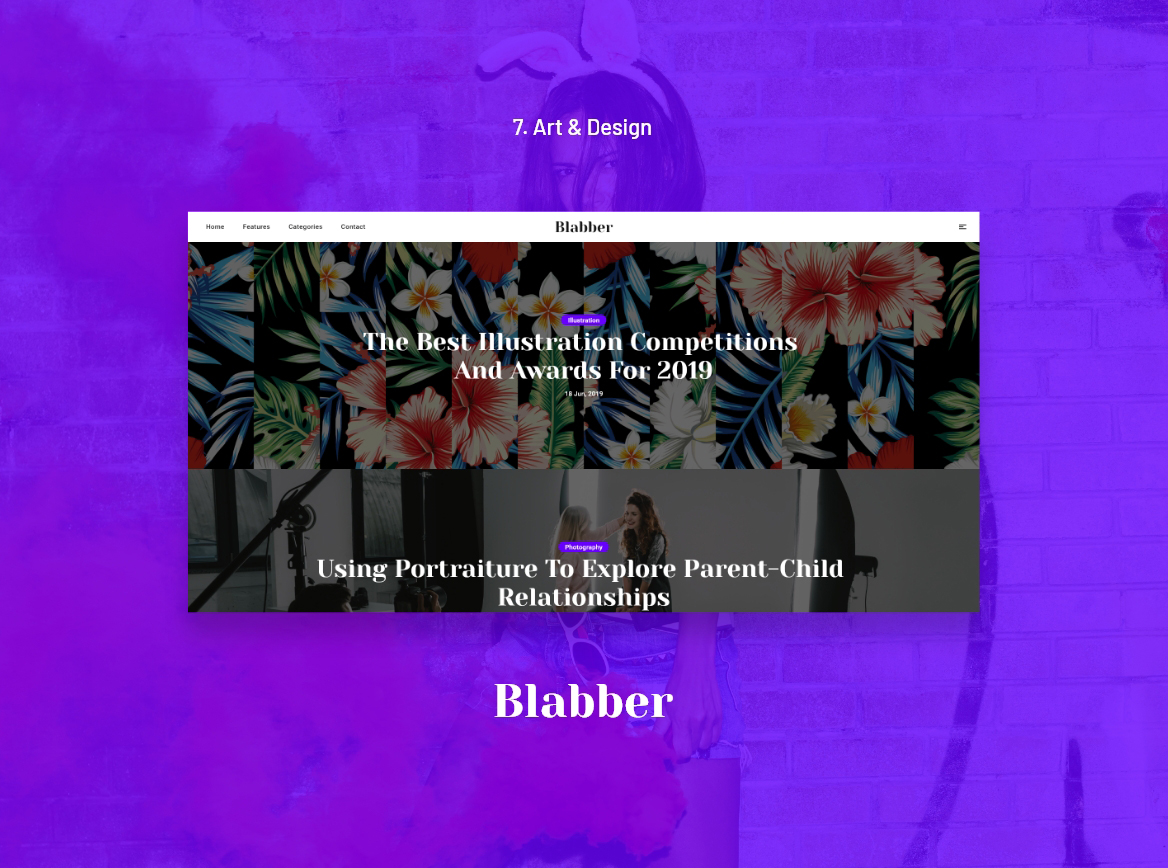 7. Art & Design
Home Features Categories Contact Blabber
Illustration
The Best Illustration Competitions
And Awards For 2019
18 Jun, 2019
Photography
Using Portraiture To Explore Parent-Child
Relationships
Blabber